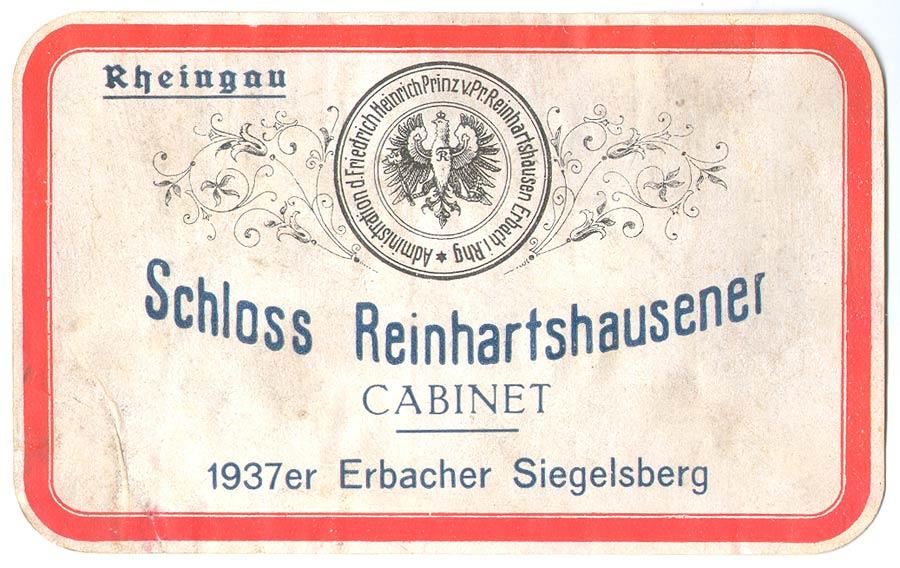 Rheingau
Administration d. Friedrich Heinrich Prinz v. Pr. Reinhartshausen Erbach i. Rhg *
R
Schloss Reinhartshausener
CABINET
1937er Erbacher Siegelsberg